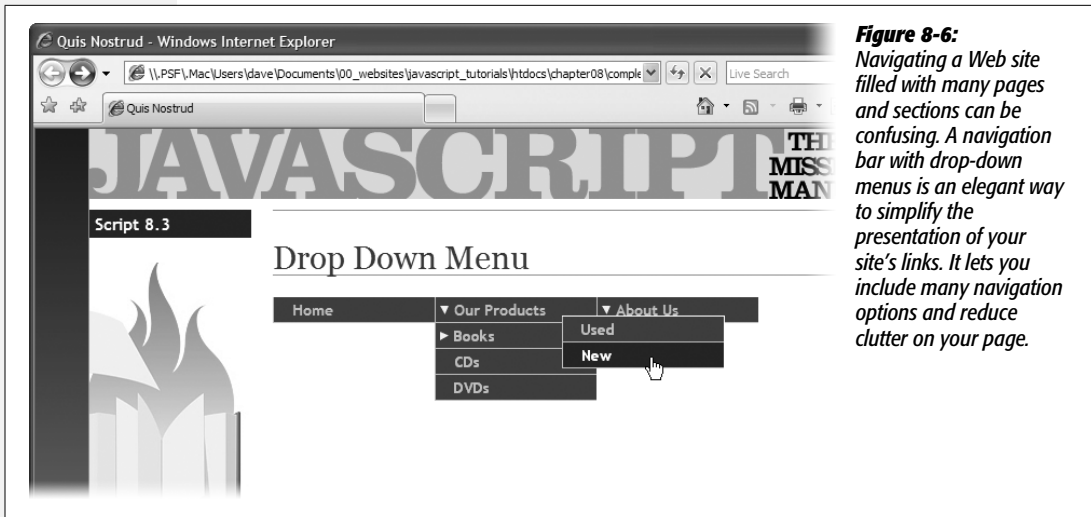 Quis Nostrud - Windows Internet Explorer
\\.PSF\.Mac\Users\dave\Documents\00_websites\javascript_tutorials\htdocs\chapter08\comple
Live Search
Quis Nostrud
JAVASCRIPT
TH
MISS
MAN
Script 8.3
Drop Down Menu
Home
▼ Our Products
▼ About Us
► Books
CDs
DVDs
Used
New
Figure 8-6:
Navigating a Web site
filled with many pages
and sections can be
confusing. A navigation
bar with drop-down
menus is an elegant way
to simplify the
presentation of your
site's links. It lets you
include many navigation
options and reduce
clutter on your page.